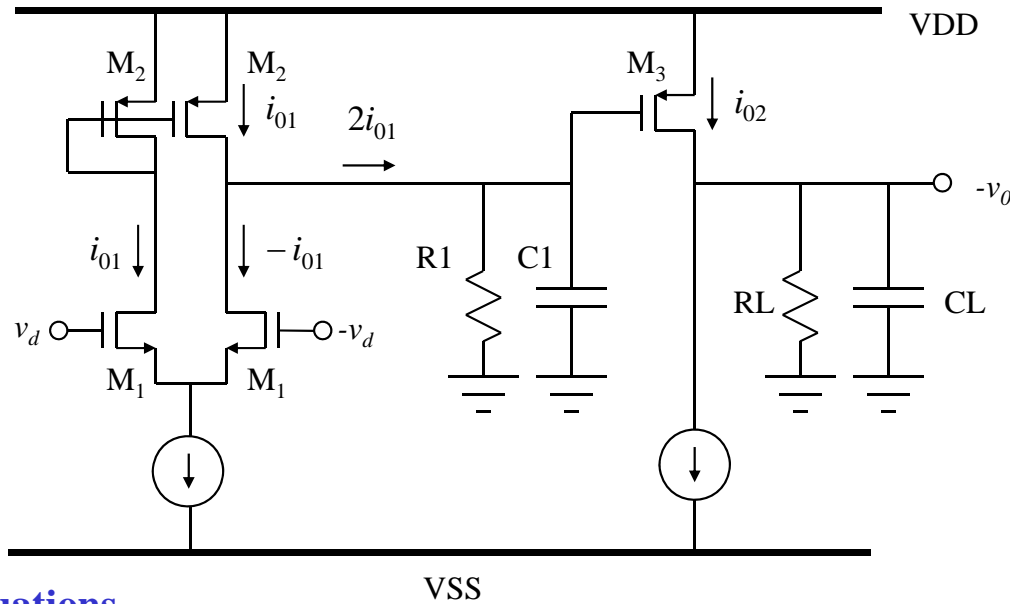 VDD
M2 M2 M3
i01 2i01 i02
-v0
i01 −i01 R1 C1 RL CL
vd -vd
M1 M1
VSS